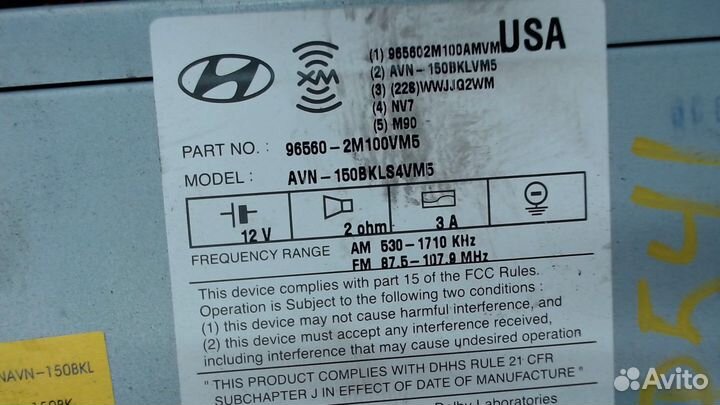 USA
XM
(1) 965602M100AMVM
(2) AVN-150BKLVM5
(3) (228)WWJJQ2WM
(4) NV7
(5) M90
PART NO. : 96560-2M100VM5
MODEL : AVN-150BKLS4VM5
12 V
2 ohm
3 A
FREQUENCY RANGE AM 530-1710 KHz
FM 87.5-107.9 MHz
This device complies with part 15 of the FCC Rules.
Operation is Subject to the following two conditions :
(1) this device may not cause harmful interference, and
(2) this device must accept any interference received,
including interference that may cause undesired operation
" THIS PRODUCT COMPLIES WITH DHHS RULE 21 CFR
SUBCHAPTER J IN EFFECT OF DATE OF MANUFACTURE"
Dolby Laboratories
NAVN-150BKL
150BK
Avito